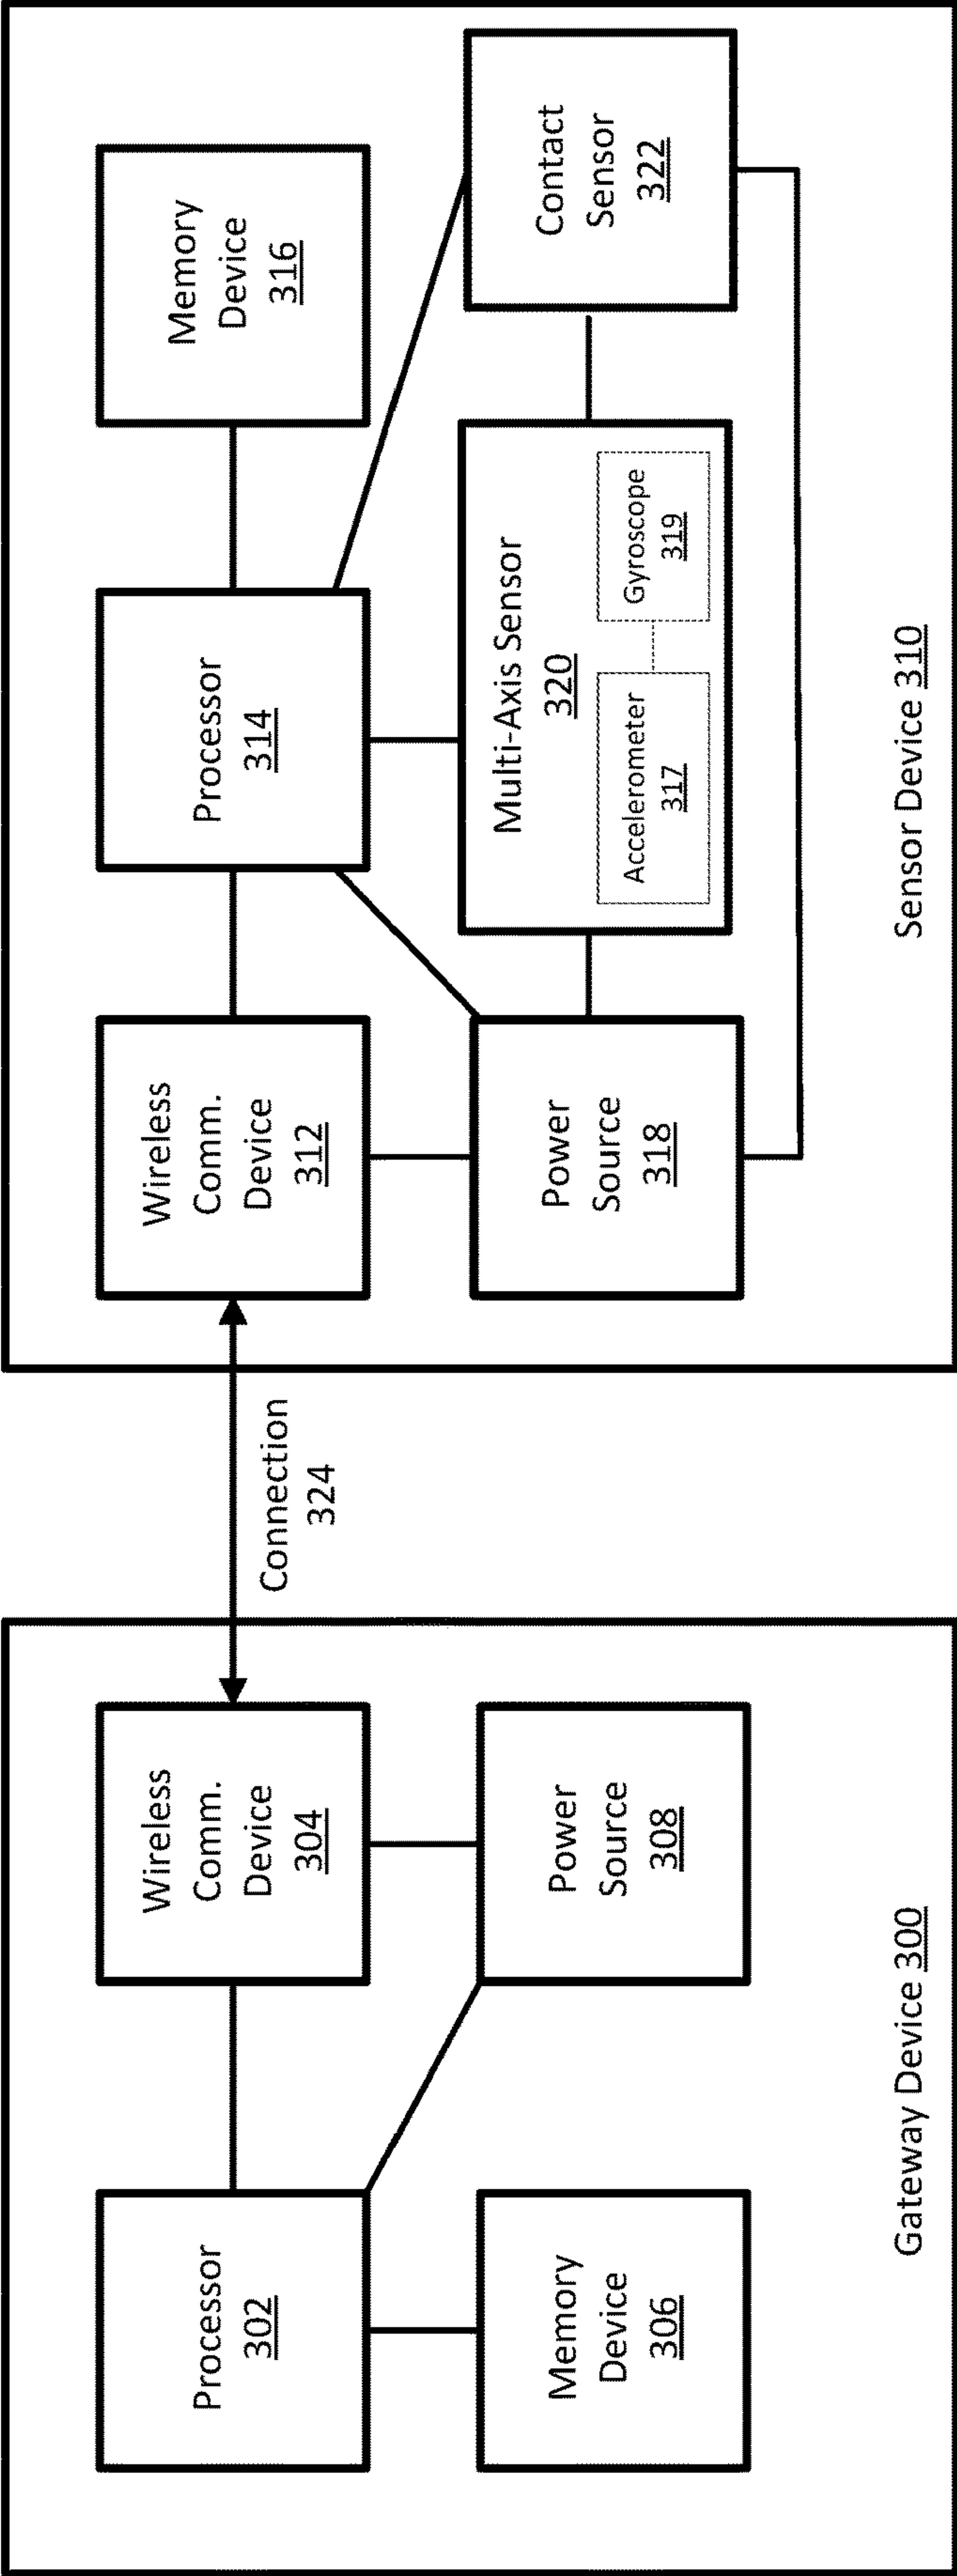 Processor
302
Wireless
Comm.
Device
304
Memory
Device
306
Power
Source
308
Gateway Device 300
Connection
324
Wireless
Comm.
Device
312
Processor
314
Memory
Device
316
Power
Source
318
Multi-Axis Sensor
320
Accelerometer
317
Gyroscope
319
Contact
Sensor
322
Sensor Device 310